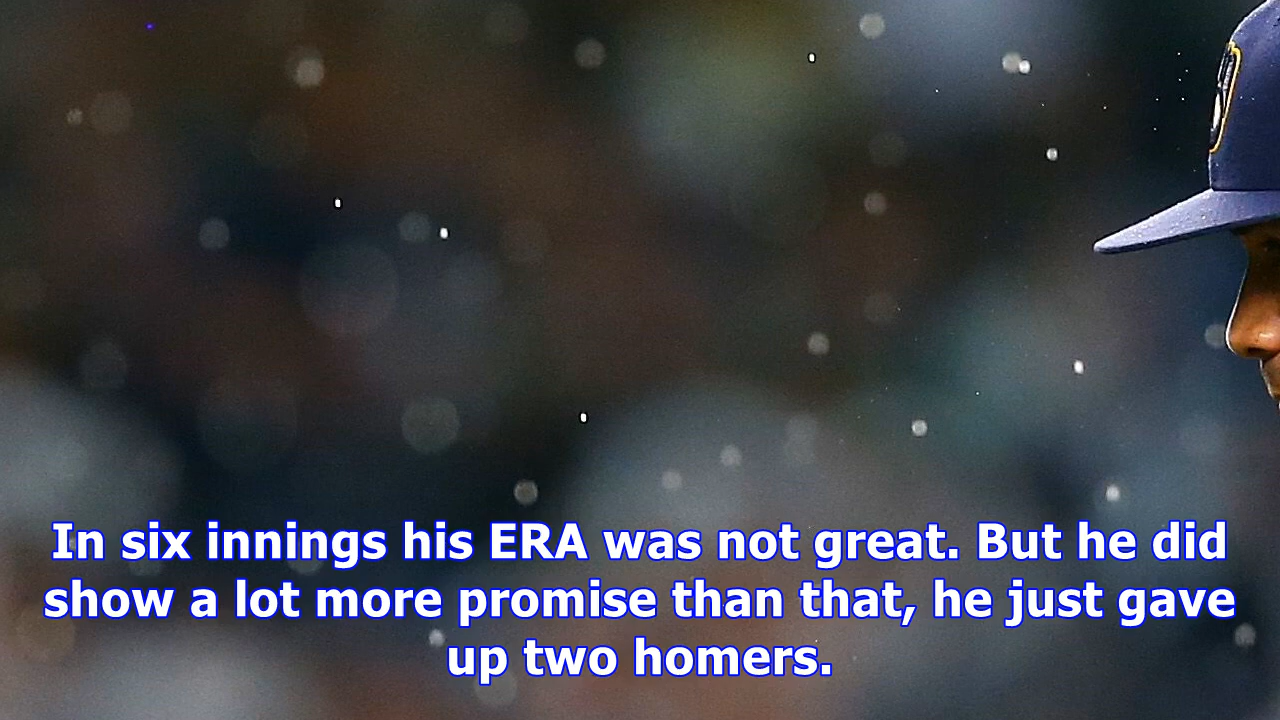 In six innings his ERA was not great. But he did
show a lot more promise than that, he just gave
up two homers.